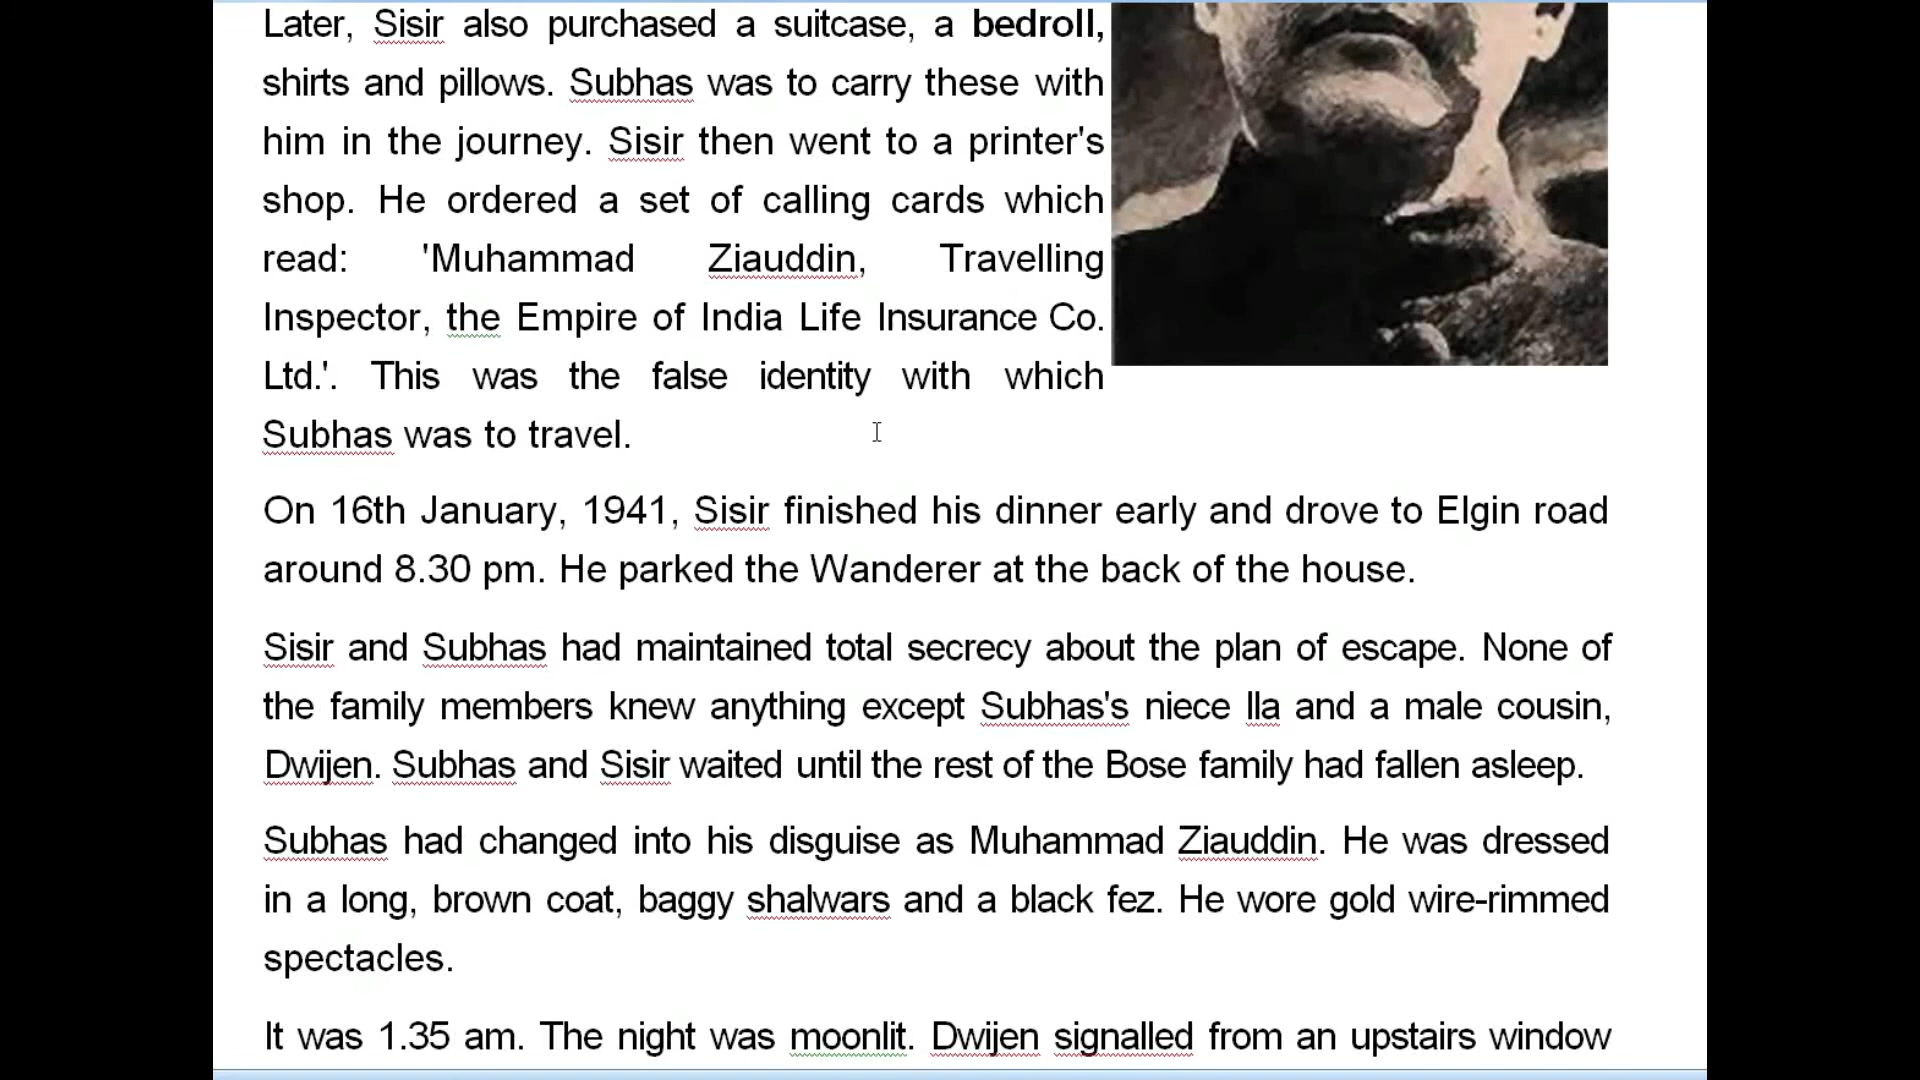 Later, Sisir also purchased a suitcase, a bedroll,
shirts and pillows. Subhas was to carry these with
him in the journey. Sisir then went to a printer's
shop. He ordered a set of calling cards which
read: 'Muhammad Ziauddin, Travelling
Inspector, the Empire of India Life Insurance Co.
Ltd.'. This was the false identity with which
Subhas was to travel.
On 16th January, 1941, Sisir finished his dinner early and drove to Elgin road
around 8.30 pm. He parked the Wanderer at the back of the house.
Sisir and Subhas had maintained total secrecy about the plan of escape. None of
the family members knew anything except Subhas's niece Ila and a male cousin,
Dwijen. Subhas and Sisir waited until the rest of the Bose family had fallen asleep.
Subhas had changed into his disguise as Muhammad Ziauddin. He was dressed
in a long, brown coat, baggy shalwars and a black fez. He wore gold wire-rimmed
spectacles.
It was 1.35 am. The night was moonlit. Dwijen signalled from an upstairs window